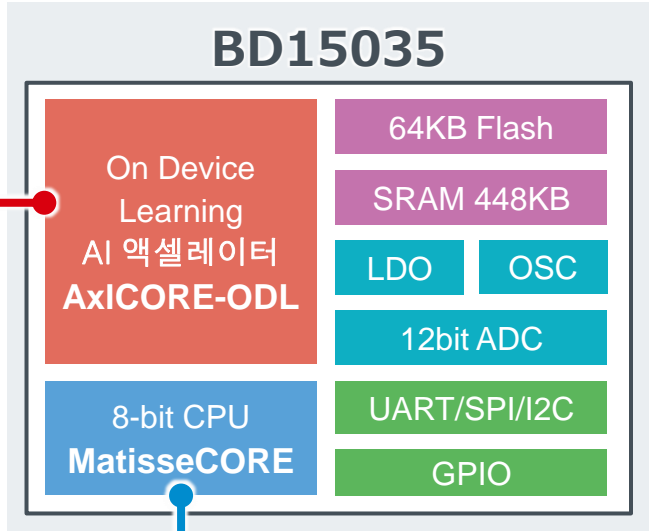 BD15035
On Device
Learning
AI 액셀레이터
AxlCORE-ODL
8-bit CPU
MatisseCORE
64KB Flash
SRAM 448KB
LDO
OSC
12bit ADC
UART/SPI/I2C
GPIO